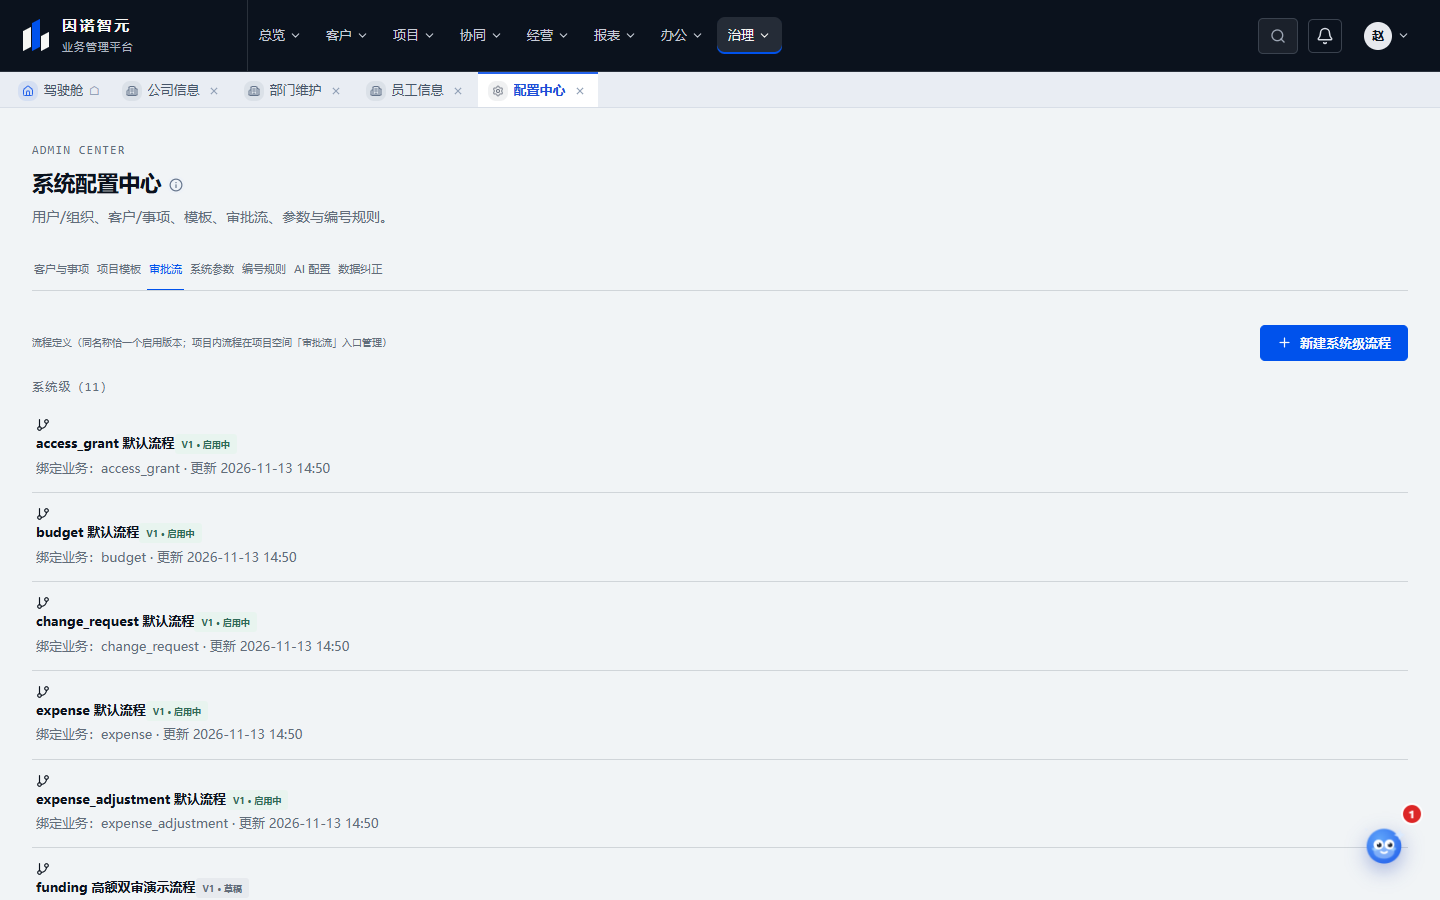 因诺智元
业务管理平台
总览 客户 项目 协同 经营 报表 办公 治理
赵
驾驶舱 公司信息 部门维护 员工信息 配置中心
ADMIN CENTER
系统配置中心
用户/组织、客户/事项、模板、审批流、参数与编号规则。
客户与事项 项目模板 审批流 系统参数 编号规则 AI 配置 数据纠正
流程定义（同名称恰一个启用版本；项目内流程在项目空间「审批流」入口管理）
新建系统级流程
系统级 (11)
access_grant 默认流程 V1 • 启用中
绑定业务：access_grant · 更新 2026-11-13 14:50
budget 默认流程 V1 • 启用中
绑定业务：budget · 更新 2026-11-13 14:50
change_request 默认流程 V1 • 启用中
绑定业务：change_request · 更新 2026-11-13 14:50
expense 默认流程 V1 • 启用中
绑定业务：expense · 更新 2026-11-13 14:50
expense_adjustment 默认流程 V1 • 启用中
绑定业务：expense_adjustment · 更新 2026-11-13 14:50
1
funding 高额双审演示流程 V1 • 草稿